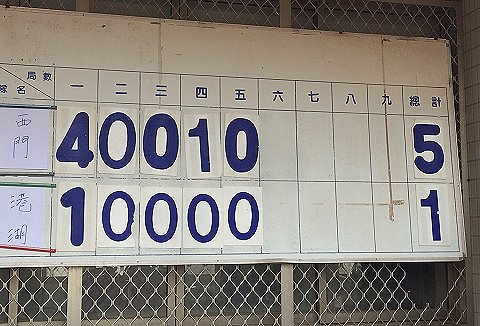 局數 一 二 三 四 五 六 七 八 九 總計
隊名
西門 4 0 0 1 0 5
港湖 1 0 0 0 0 1